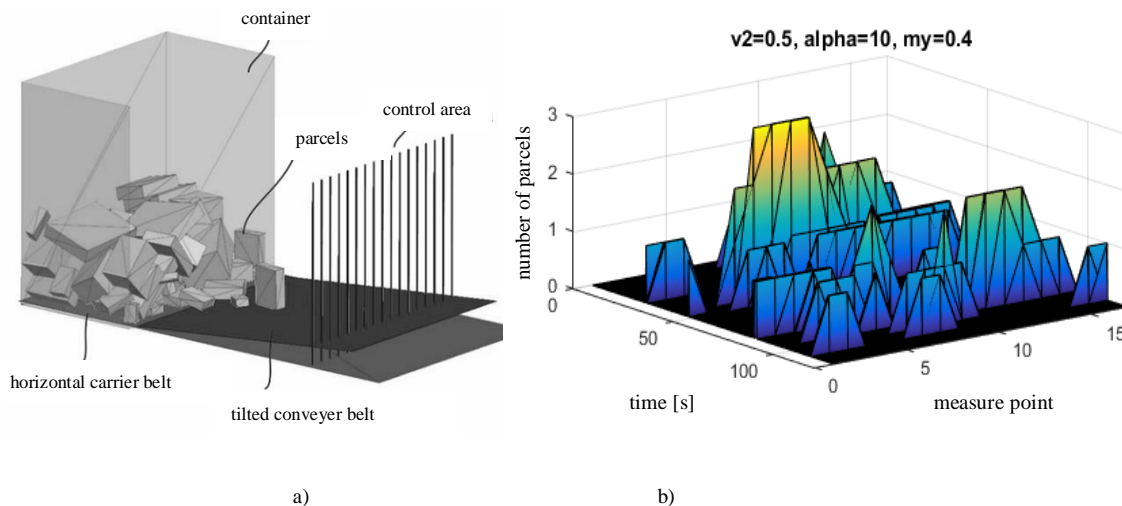 container
control area
parcels
horizontal carrier belt
tilted conveyer belt
a)
v2=0.5, alpha=10, my=0.4
number of parcels
3
2
1
0
0
50
100
time [s]
0
5
10
15
measure point
b)